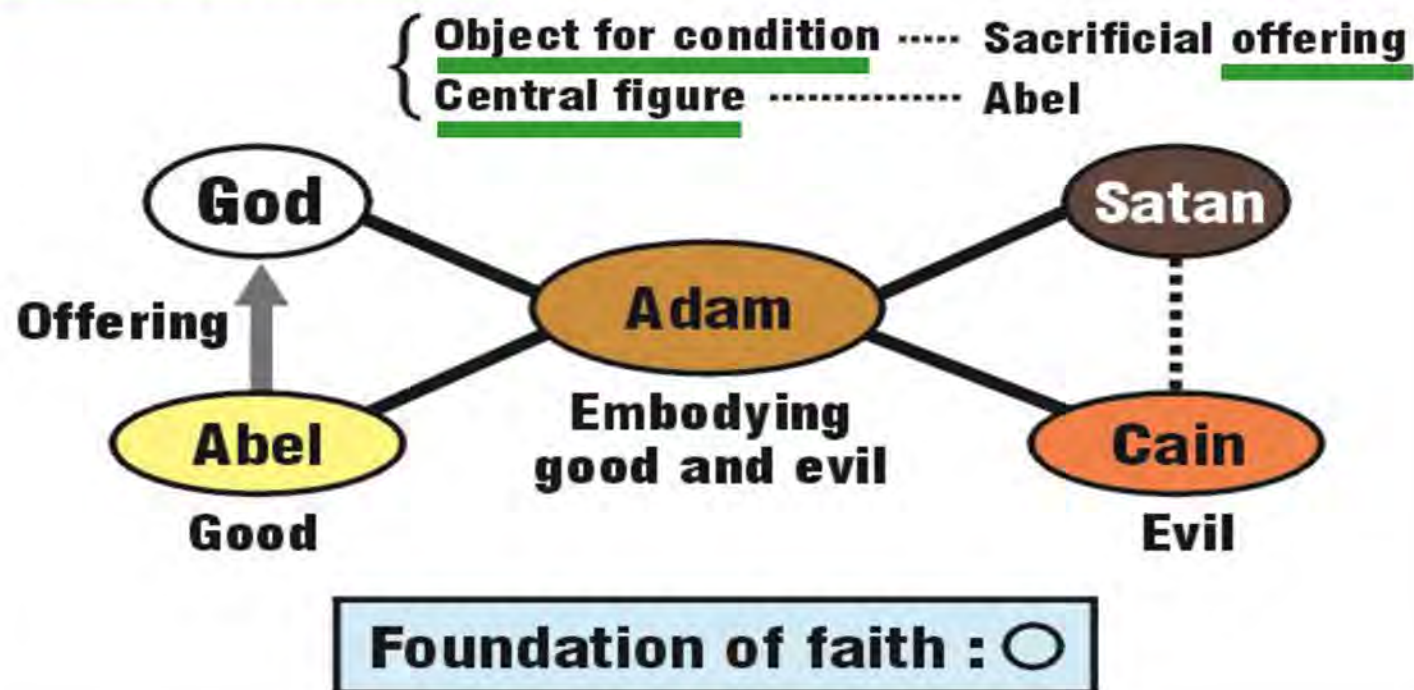 Object for condition ..... Sacrificial offering
Central figure .............. Abel
God
Satan
Adam
Offering
Embodying
good and evil
Abel
Cain
Good
Evil
Foundation of faith : ○